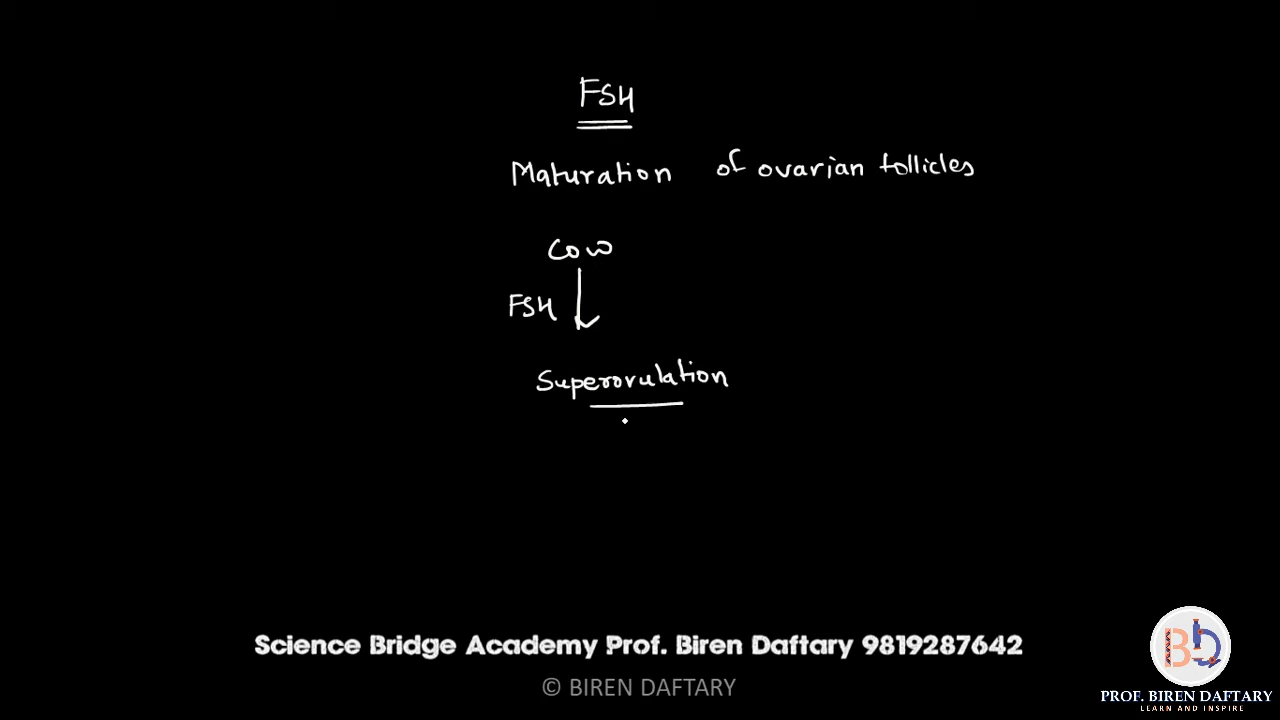 FSH
Maturation of ovarian follicles
Cow
FSH
Superovulation
Science Bridge Academy Prof. Biren Daftary 9819287642
© BIREN DAFTARY
BD
PROF. BIREN DAFTARY
LEARN AND INSPIRE